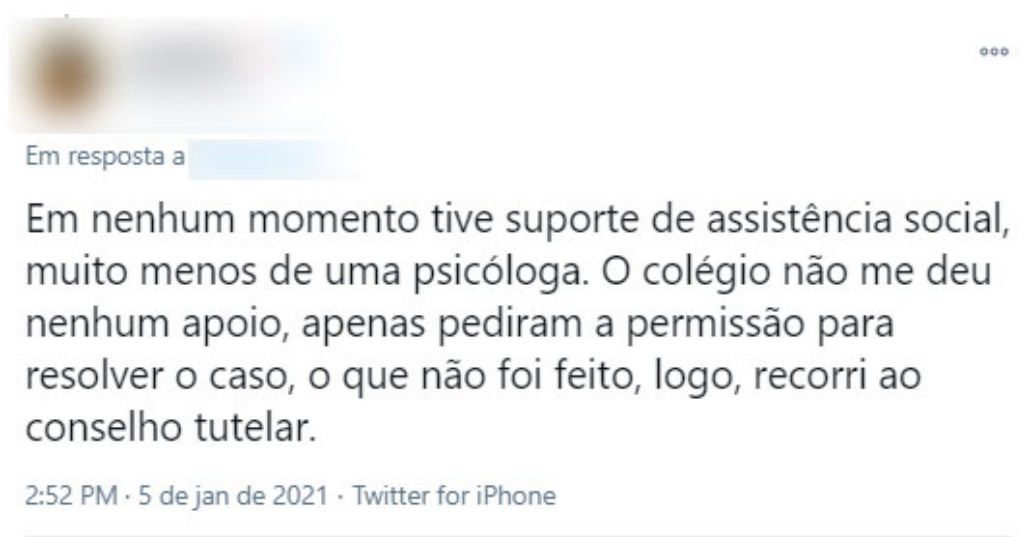 Em resposta a
Em nenhum momento tive suporte de assistência social,
muito menos de uma psicóloga. O colégio não me deu
nenhum apoio, apenas pediram a permissão para
resolver o caso, o que não foi feito, logo, recorri ao
conselho tutelar.
2:52 PM · 5 de jan de 2021 · Twitter for iPhone